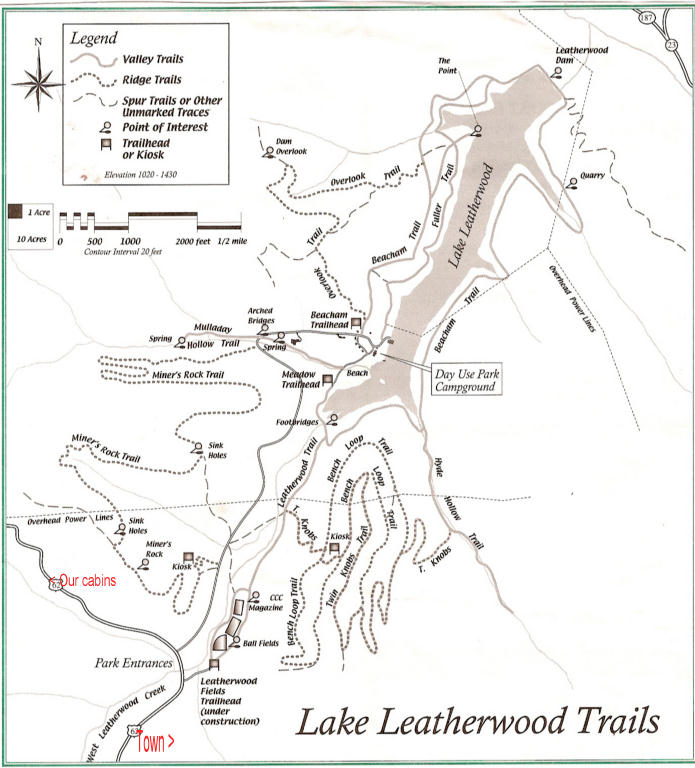 187
23
N
Legend
Valley Trails
Ridge Trails
Spur Trails or Other
Unmarked Traces
Point of Interest
Trailhead
or Kiosk
Elevation 1020 - 1430
1 Acre
10 Acres
0 500 1000 2000 feet 1/2 mile
Contour Interval 20 feet
The
Point
Leatherwood
Dam
Dam
Overlook
Overlook Trail
Quarry
Fuller Trail
Lake Leatherwood
Beacham Trail
Overlook Trail
Overhead Power Lines
Beacham Trail
Arched
Bridges
Beacham
Trailhead
Spring
Mulladay
Hollow Trail
Spring
Miner's Rock Trail
Meadow
Trailhead
Beach
Day Use Park
Campground
Footbridges
Miner's Rock Trail
Sink
Holes
Leatherwood Trail
Bench Loop Trail
Bench Loop Trail
Hyde Hollow Trail
Overhead Power Lines
Sink
Holes
T. Knobs
Kiosk
T. Knobs
Miner's
Rock
Kiosk
62
<Our cabins
Twin Knobs Trail
Bench Loop Trail
CCC
Magazine
Ball Fields
Park Entrances
Leatherwood
Fields
Trailhead
(under
construction)
West Leatherwood Creek
62
Town >
Lake Leatherwood Trails